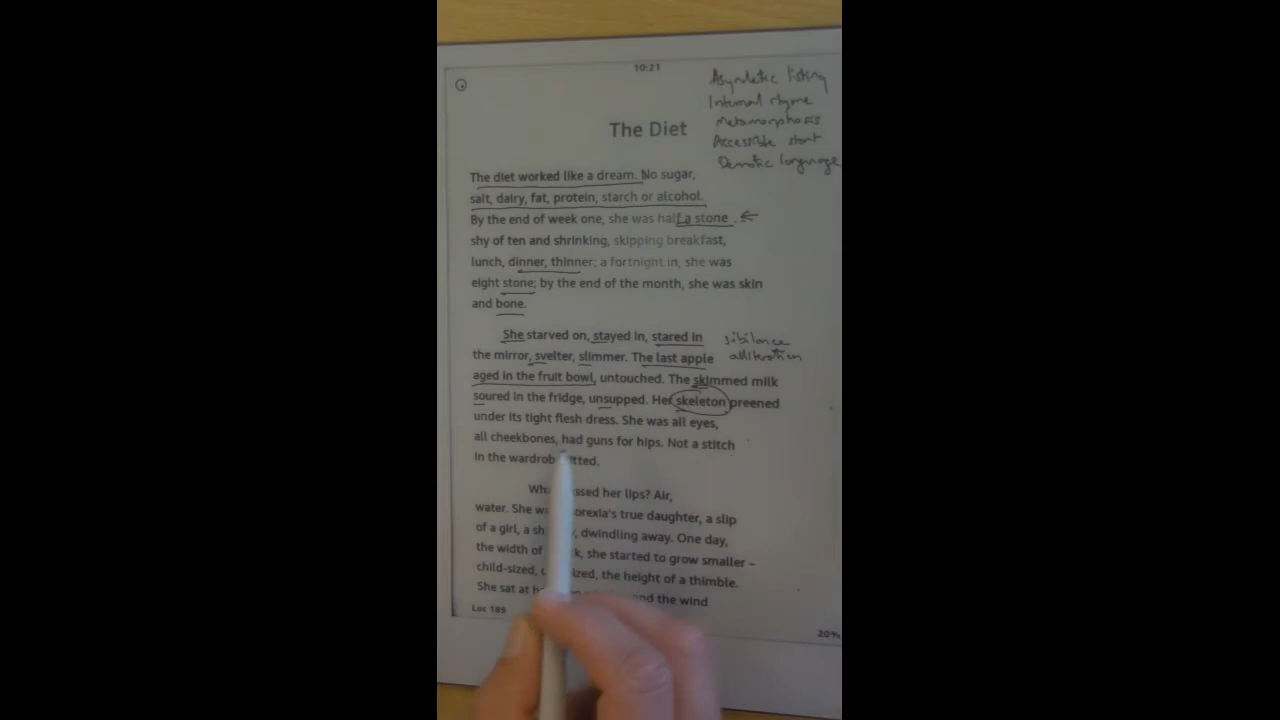 10:21
Asyndetic listing
Internal rhyme
Metamorphosis
Accessible start
Demotic language
The Diet
The diet worked like a dream. No sugar,
salt, dairy, fat, protein, starch or alcohol.
By the end of week one, she was half a stone
shy of ten and shrinking, skipping breakfast,
lunch, dinner, thinner; a fortnight in, she was
eight stone; by the end of the month, she was skin
and bone.
She starved on, stayed in, stared in
sibilance
the mirror, svelter, slimmer. The last apple
alliteration
aged in the fruit bowl, untouched. The skimmed milk
soured in the fridge, unsupped. Her skeleton preened
under its tight flesh dress. She was all eyes,
all cheekbones, had guns for hips. Not a stitch
in the wardrobe fitted.
her lips? Air,
water. She true daughter, a slip
of a girl, a dwindling away. One day,
the width of she started to grow smaller –
child-sized, the height of a thimble.
She sat at and the wind
Loc 189
20%